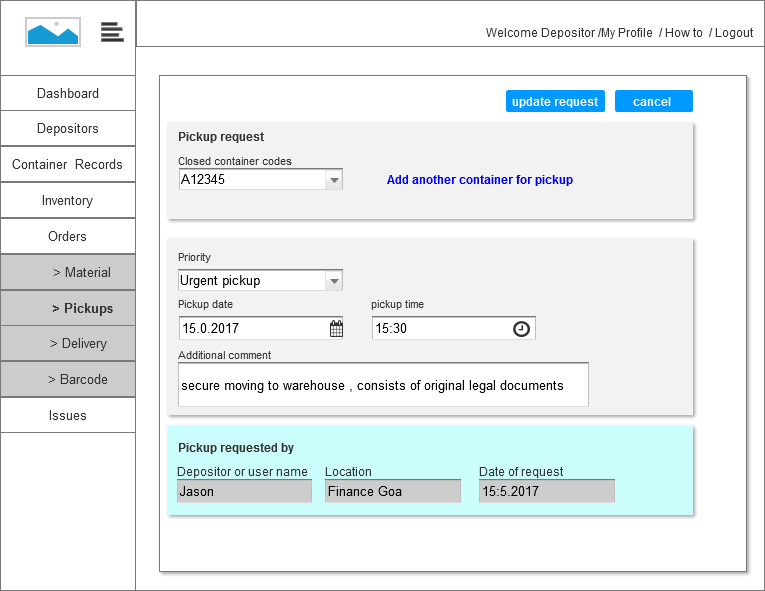 Welcome Depositor /My Profile / How to / Logout
Dashboard
Depositors
Container Records
Inventory
Orders
> Material
> Pickups
> Delivery
> Barcode
Issues
update request
cancel
Pickup request
Closed container codes
A12345
Add another container for pickup
Priority
Urgent pickup
Pickup date
pickup time
15.0.2017
15:30
Additional comment
secure moving to warehouse , consists of original legal documents
Pickup requested by
Depositor or user name
Location
Date of request
Jason
Finance Goa
15:5.2017